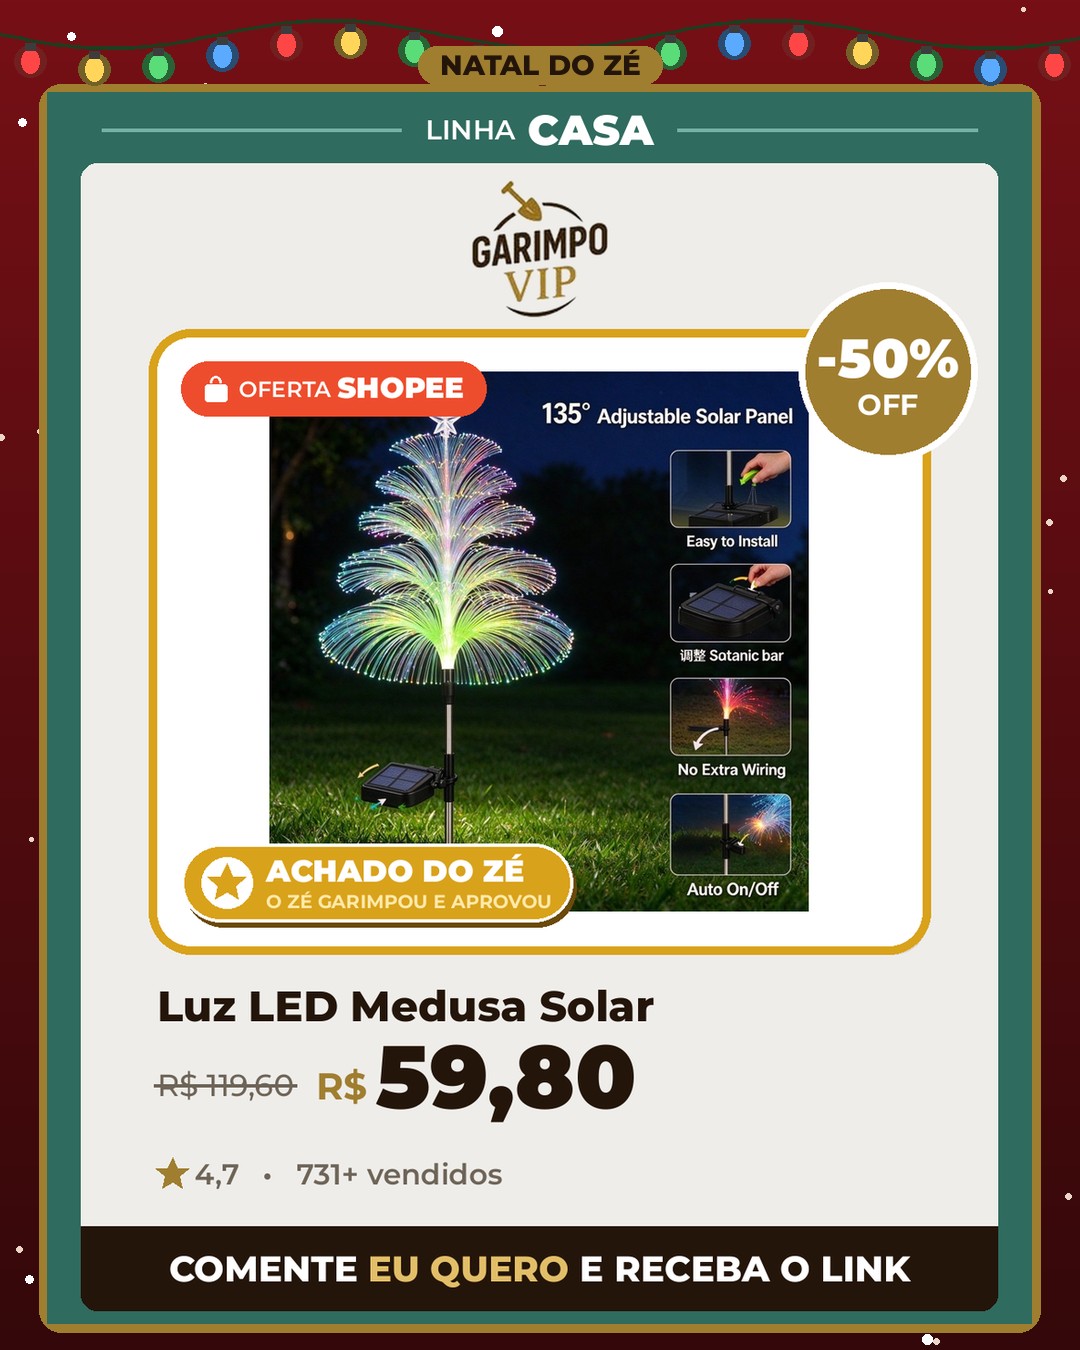 NATAL DO ZÉ
LINHA CASA
GARIMPO
VIP
-50%
OFF
OFERTA SHOPEE
135° Adjustable Solar Panel
Easy to Install
调整 Satanic bar
No Extra Wiring
Auto On/Off
ACHADO DO ZÉ
O ZÉ GARIMPOU E APROVOU
Luz LED Medusa Solar
R$ 119,60 R$ 59,80
4,7 • 731+ vendidos
COMENTE EU QUERO E RECEBA O LINK